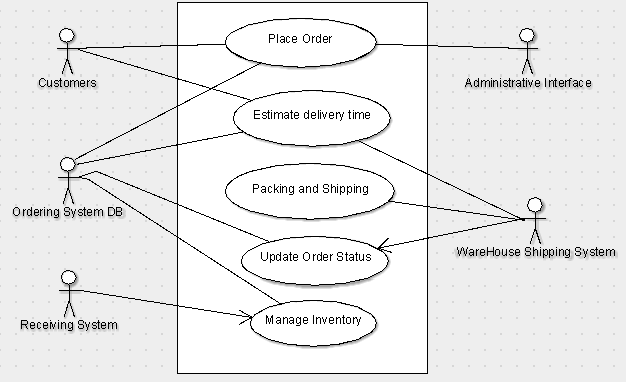 Place Order
Customers
Administrative Interface
Estimate delivery time
Packing and Shipping
Ordering System DB
Update Order Status
WareHouse Shipping System
Receiving System
Manage Inventory